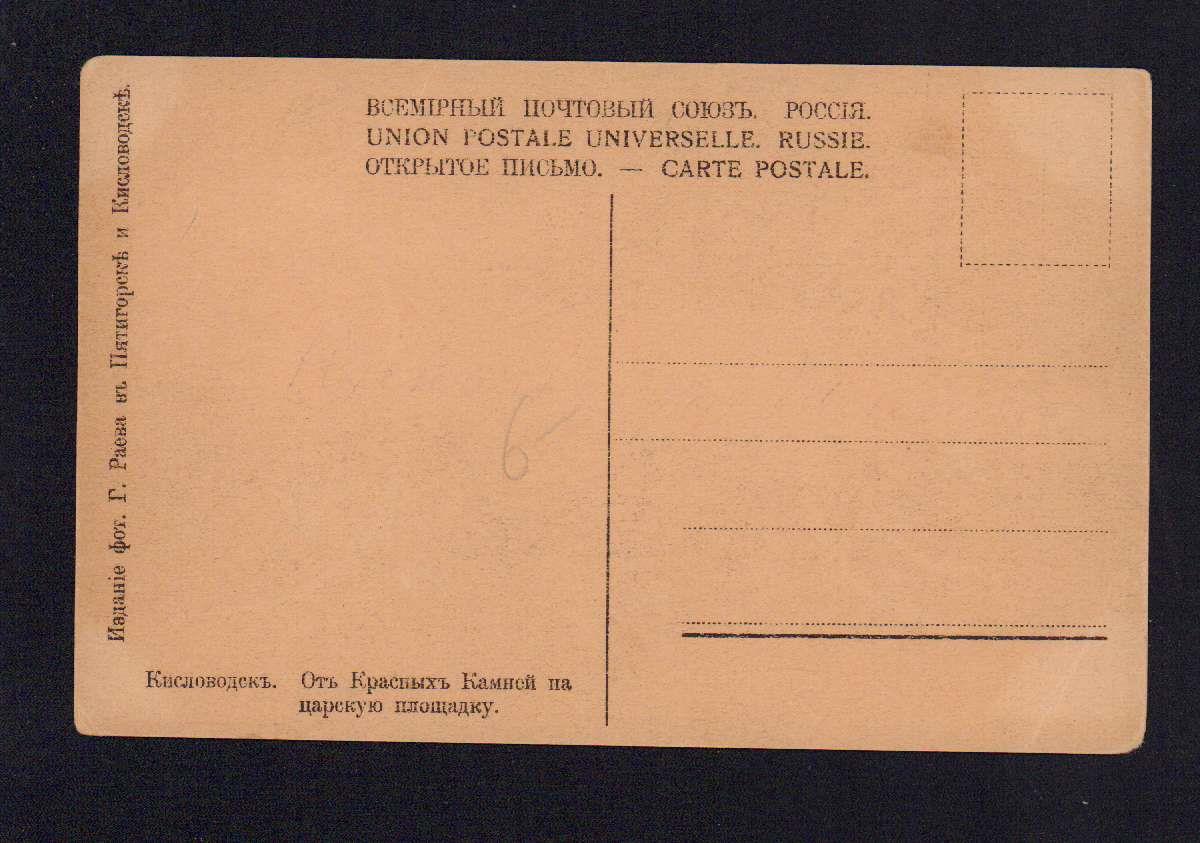 ВСЕМІРНЫЙ ПОЧТОВЫЙ СОЮЗЪ. РОССІЯ.
UNION POSTALE UNIVERSELLE. RUSSIE.
ОТКРЫТОЕ ПИСЬМО. — CARTE POSTALE.
Изданіе фот. Г. Раева въ Пятигорскѣ и Кисловодскѣ.
6-
Кисловодскъ. Отъ Красныхъ Камней на
царскую площадку.